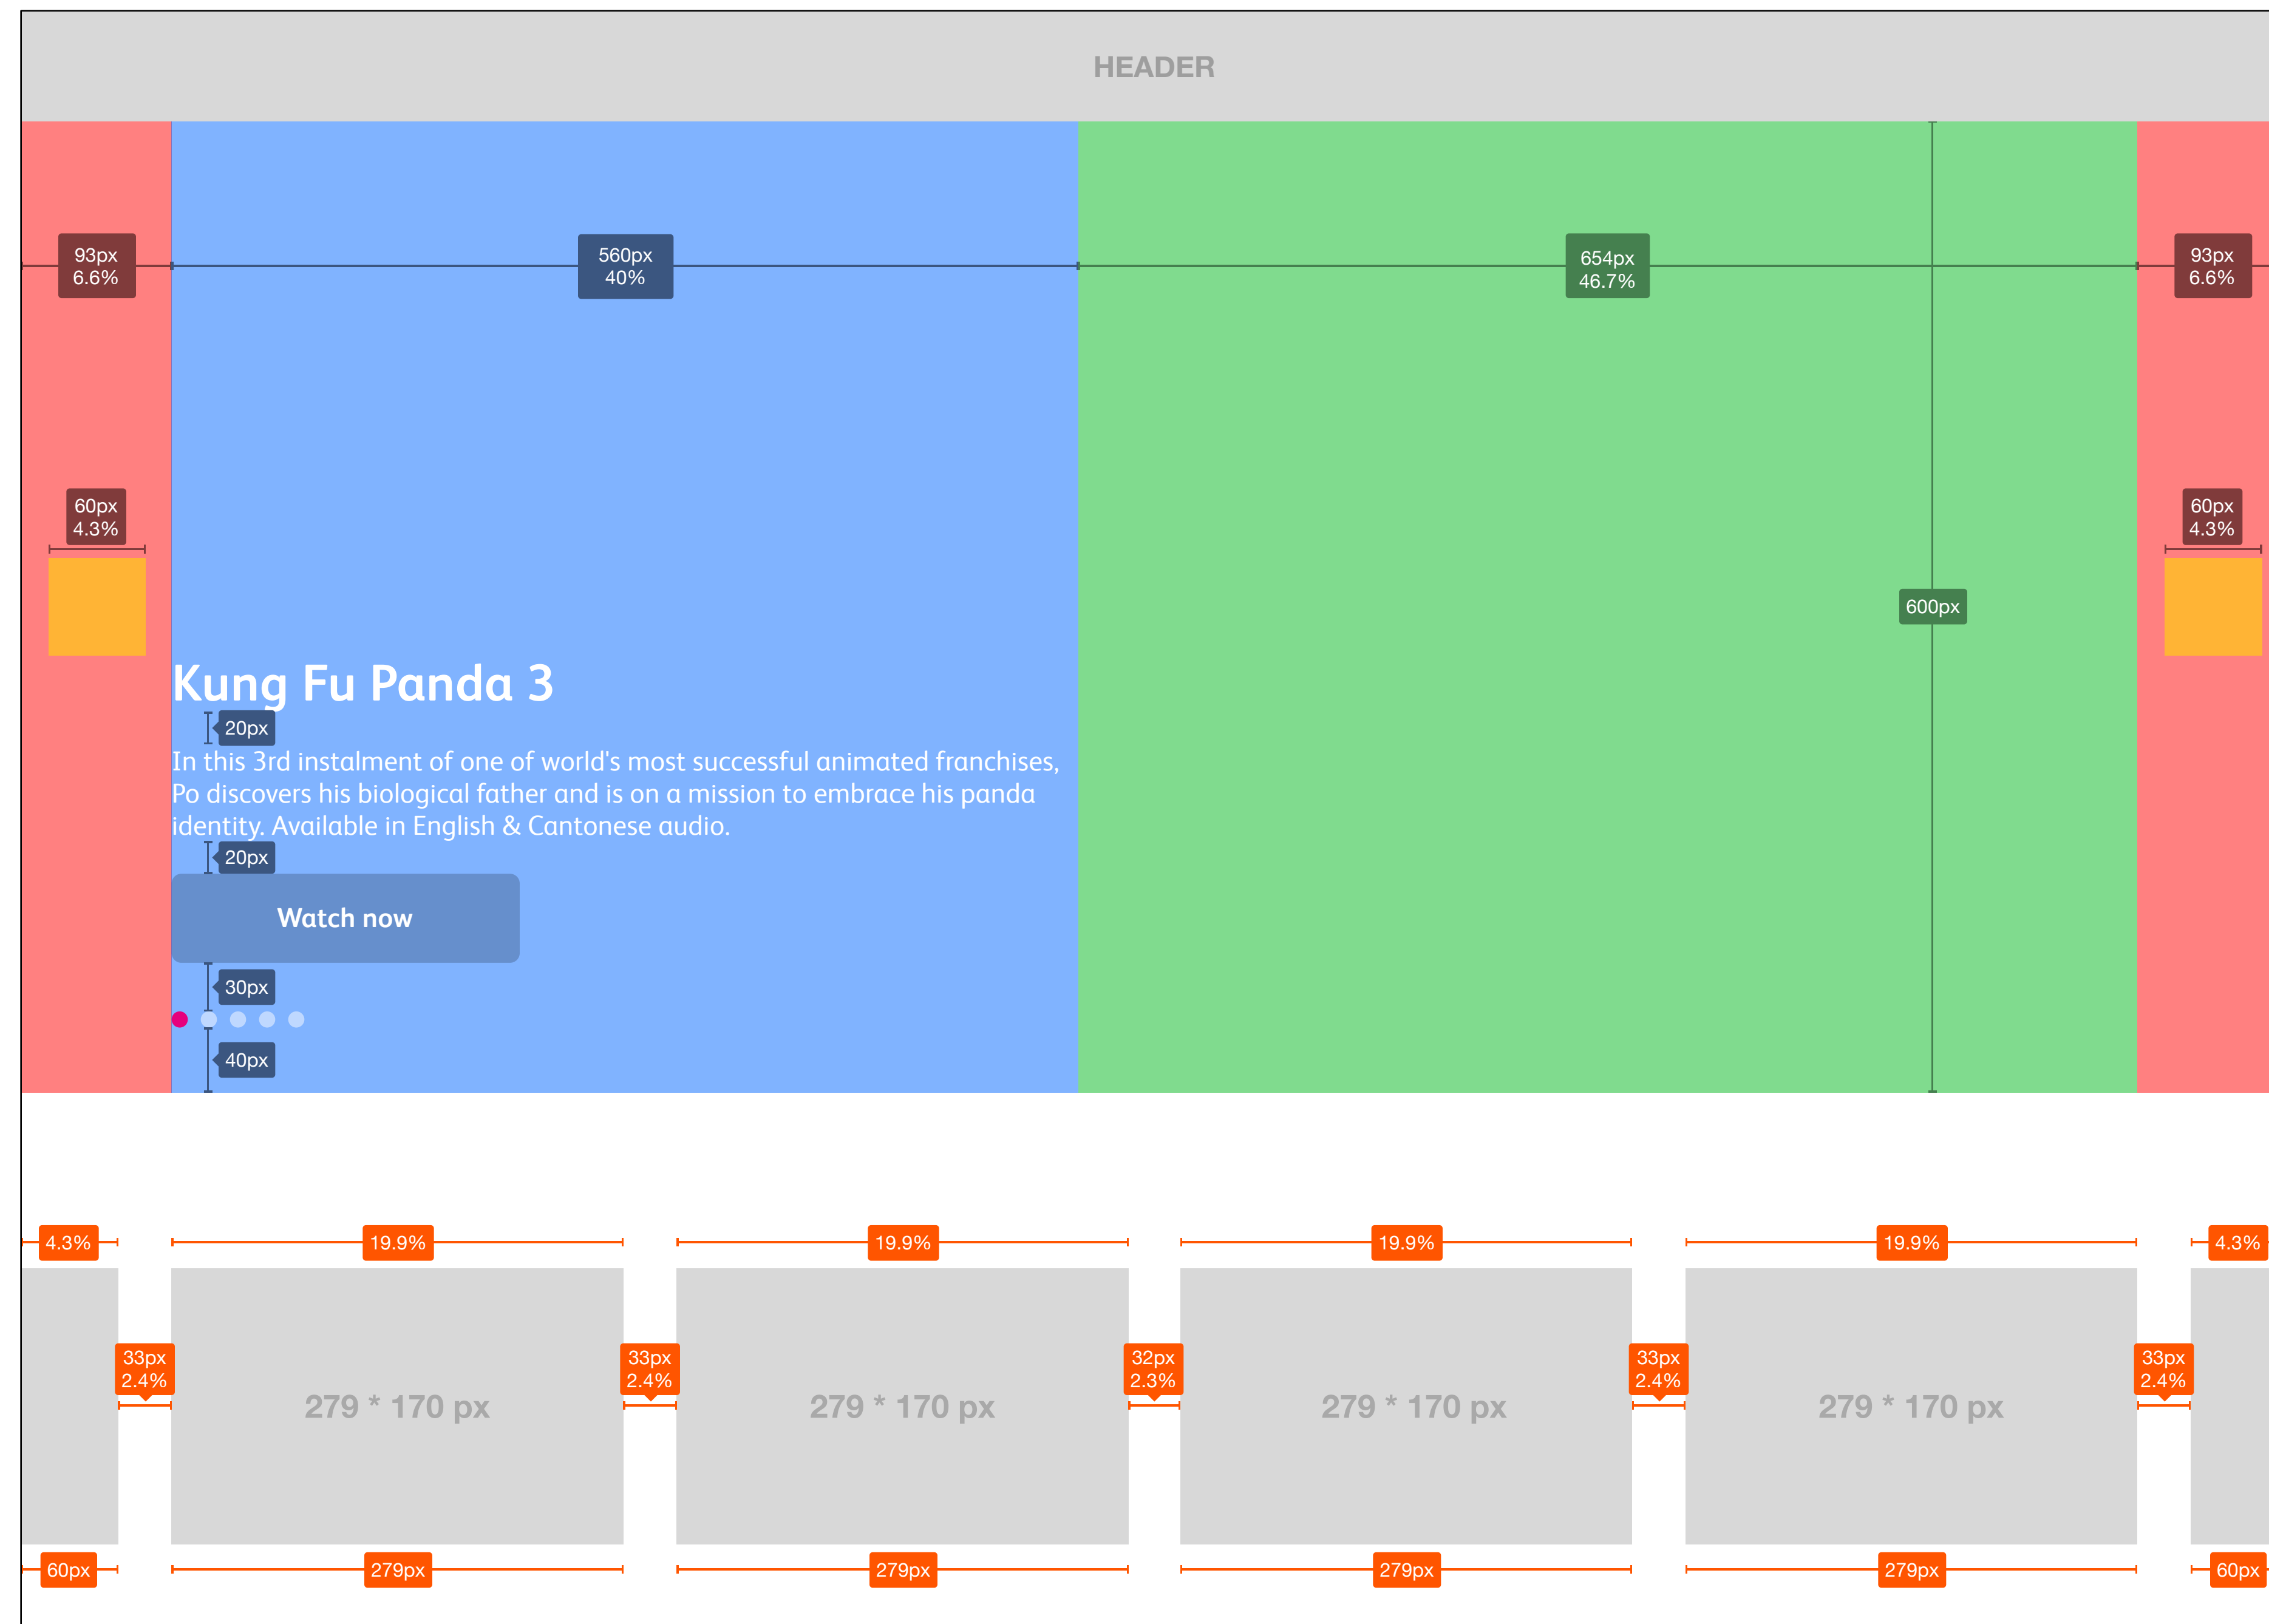 HEADER
93px
6.6%
560px
40%
654px
46.7%
93px
6.6%
60px
4.3%
60px
4.3%
600px
Kung Fu Panda 3
20px
In this 3rd instalment of one of world's most successful animated franchises,
Po discovers his biological father and is on a mission to embrace his panda
identity. Available in English & Cantonese audio.
20px
Watch now
30px
40px
4.3%
19.9%
19.9%
19.9%
19.9%
4.3%
33px
2.4%
33px
2.4%
32px
2.3%
33px
2.4%
33px
2.4%
279 * 170 px
279 * 170 px
279 * 170 px
279 * 170 px
60px
279px
279px
279px
279px
60px